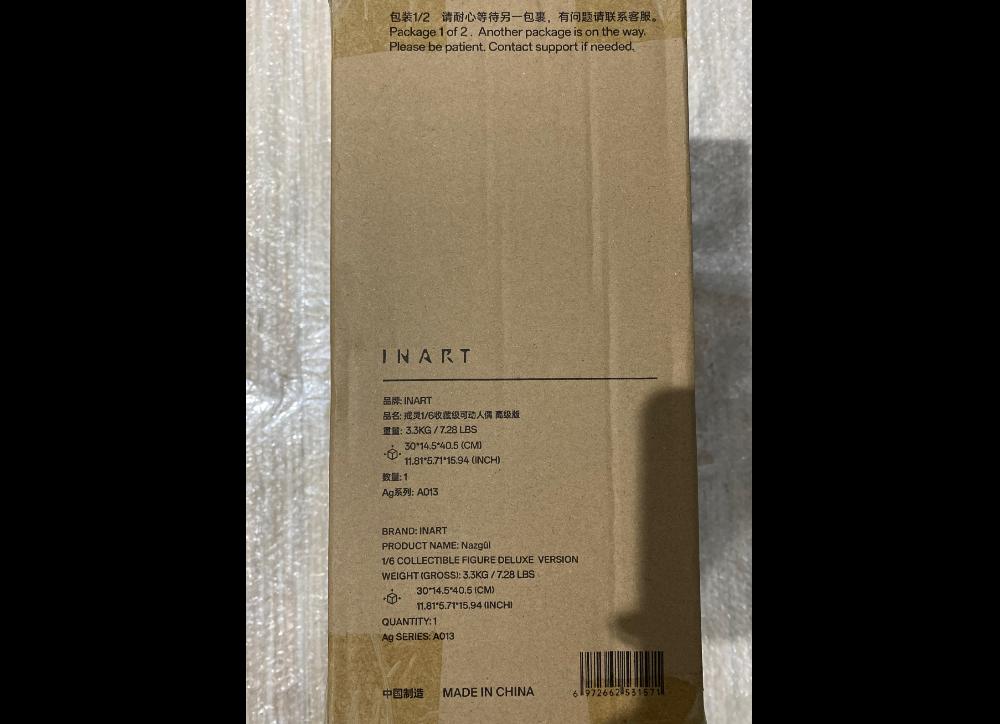 包装1/2 请耐心等待另一包裹，有问题请联系客服。
Package 1 of 2 . Another package is on the way.
Please be patient. Contact support if needed.
INART
品牌: INART
品名: 戒灵1/6收藏级可动人偶 高级版
重量: 3.3KG / 7.28 LBS
30*14.5*40.5 (CM)
11.81*5.71*15.94 (INCH)
数量: 1
Ag系列: A013
BRAND: INART
PRODUCT NAME: Nazgûl
1/6 COLLECTIBLE FIGURE DELUXE VERSION
WEIGHT (GROSS): 3.3KG / 7.28 LBS
30*14.5*40.5 (CM)
11.81*5.71*15.94 (INCH)
QUANTITY: 1
Ag SERIES: A013
中国制造 MADE IN CHINA
6 972662 531571